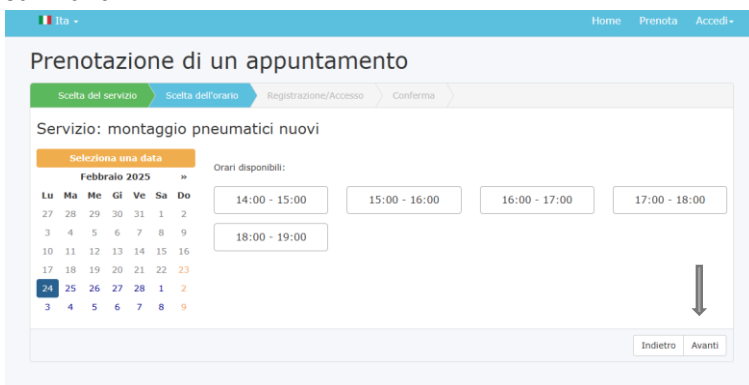 Ita
Home Prenota Accedi
Prenotazione di un appuntamento
Scelta del servizio Scelta dell'orario Registrazione/Accesso Conferma
Servizio: montaggio pneumatici nuovi
Seleziona una data
Febbraio 2025 »
Lu Ma Me Gi Ve Sa Do
27 28 29 30 31 1 2
3 4 5 6 7 8 9
10 11 12 13 14 15 16
17 18 19 20 21 22 23
24 25 26 27 28 1 2
3 4 5 6 7 8 9
Orari disponibili:
14:00 - 15:00 15:00 - 16:00 16:00 - 17:00 17:00 - 18:00
18:00 - 19:00
Indietro Avanti